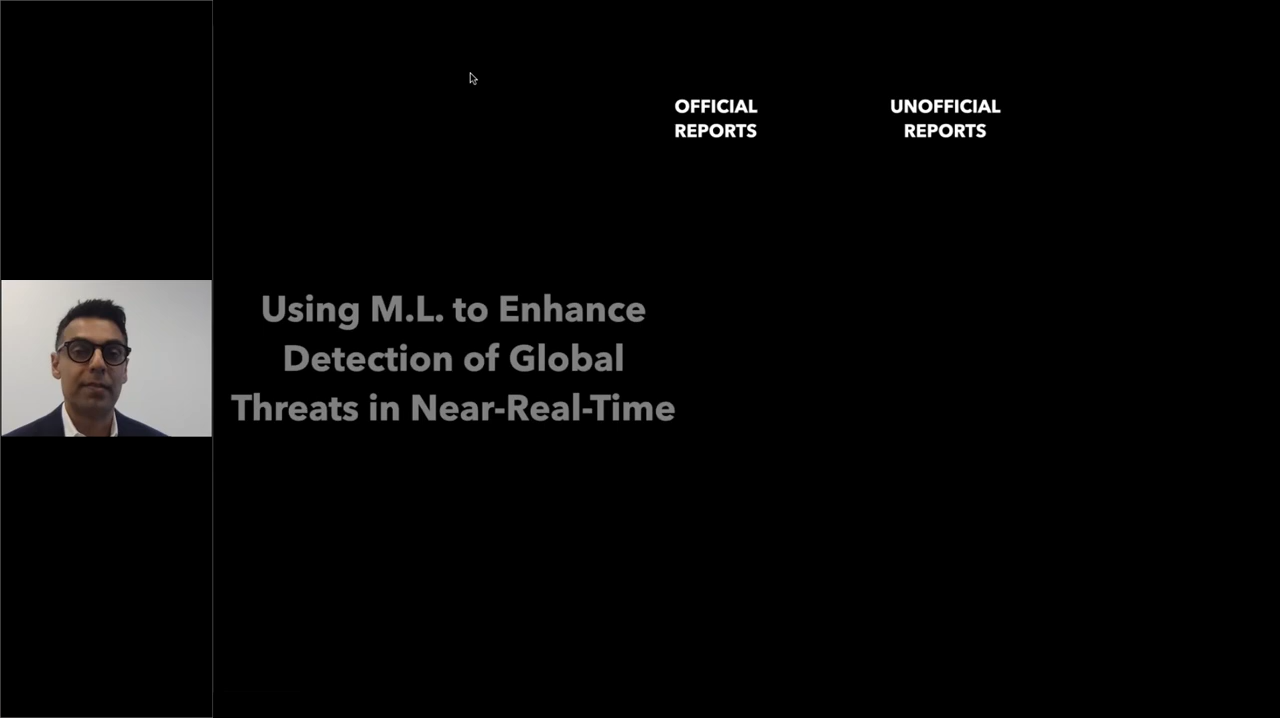 OFFICIAL
REPORTS
UNOFFICIAL
REPORTS
Using M.L. to Enhance
Detection of Global
Threats in Near-Real-Time